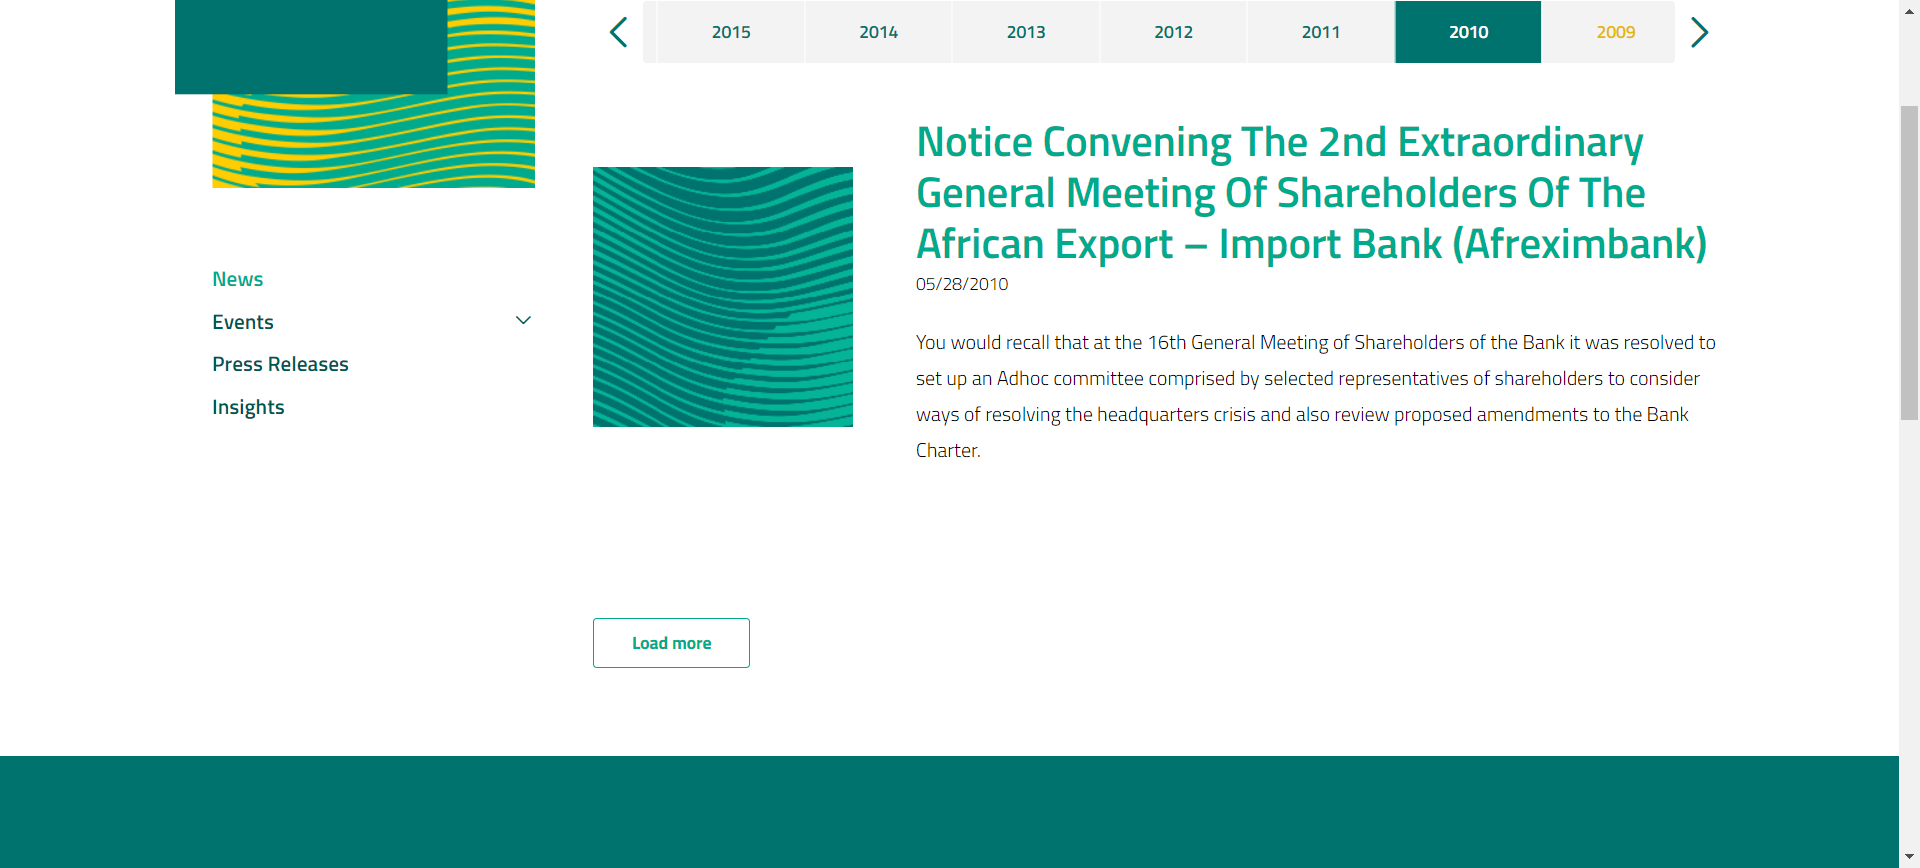 2015 2014 2013 2012 2011 2010 2009
Notice Convening The 2nd Extraordinary
General Meeting Of Shareholders Of The
African Export – Import Bank (Afreximbank)
05/28/2010
You would recall that at the 16th General Meeting of Shareholders of the Bank it was resolved to
set up an Adhoc committee comprised by selected representatives of shareholders to consider
ways of resolving the headquarters crisis and also review proposed amendments to the Bank
Charter.
News
Events
Press Releases
Insights
Load more